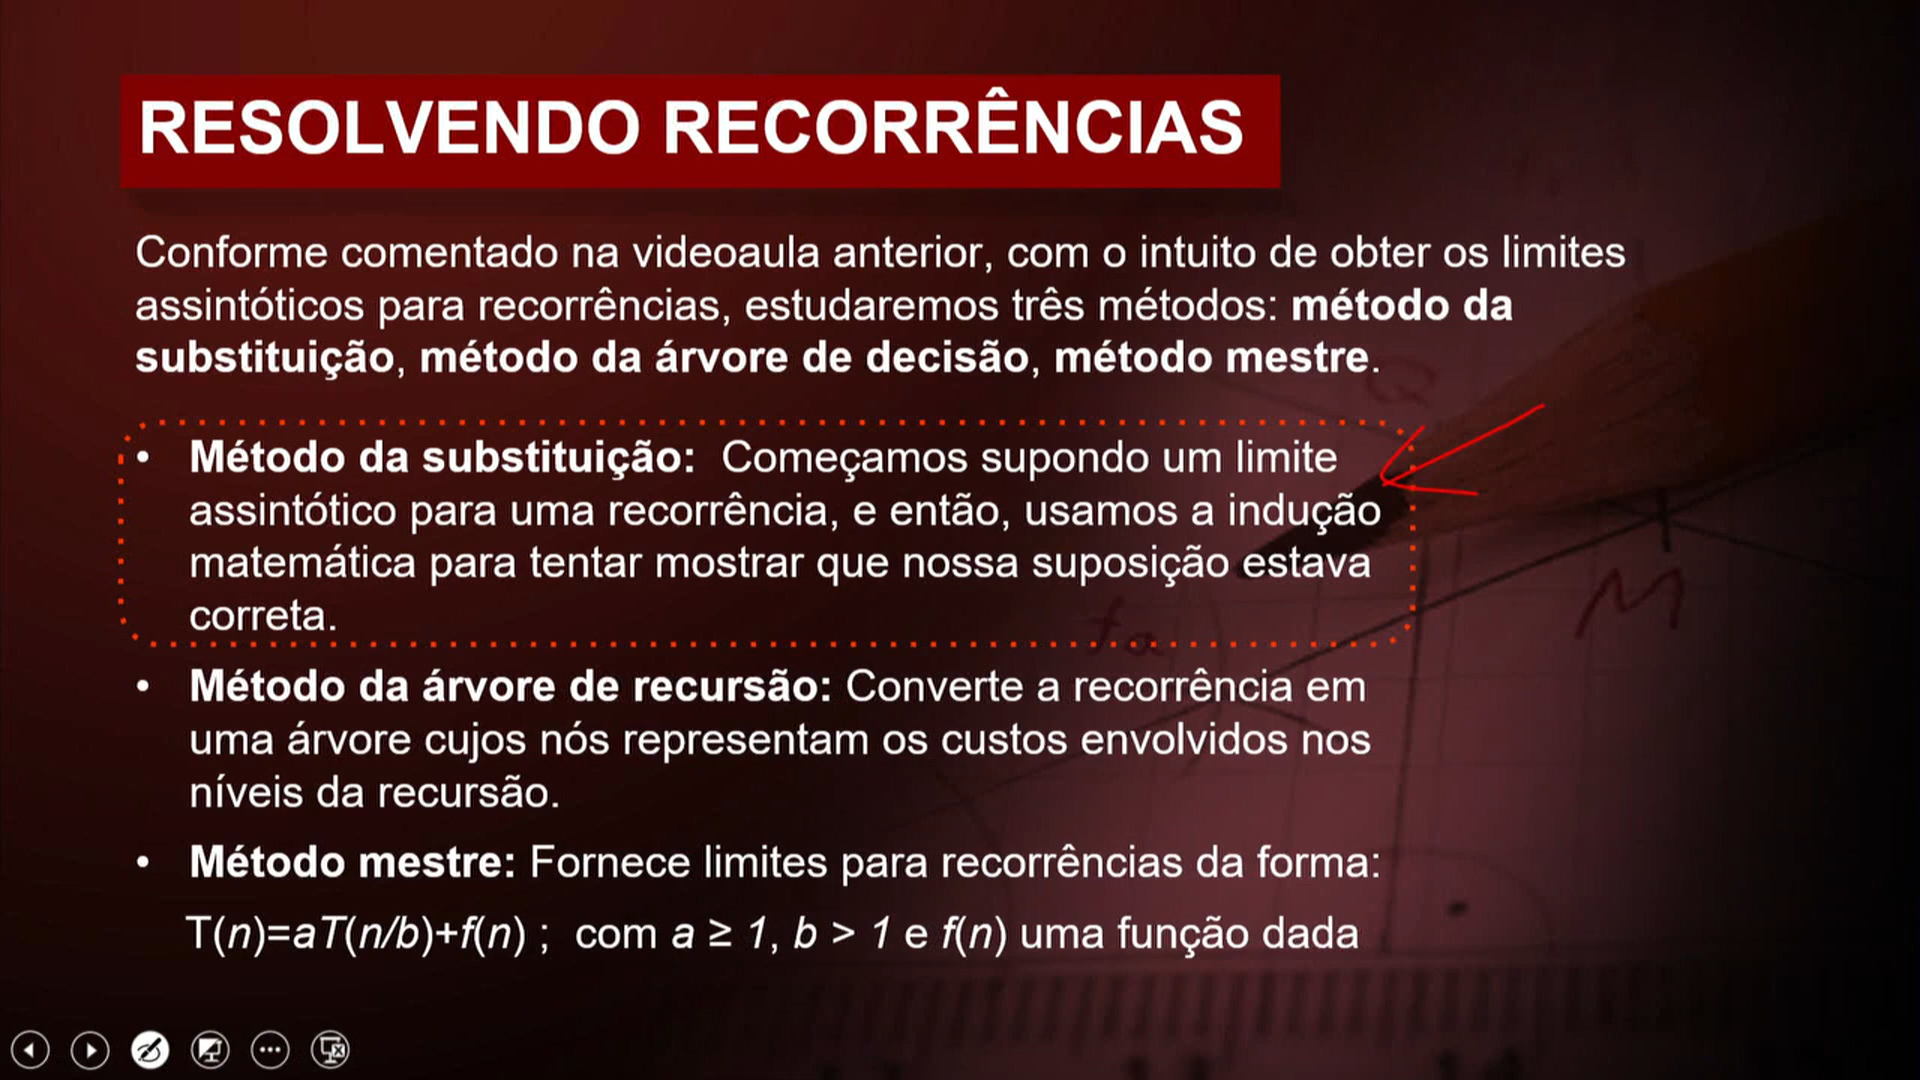 RESOLVENDO RECORRÊNCIAS
Conforme comentado na videoaula anterior, com o intuito de obter os limites
assintóticos para recorrências, estudaremos três métodos: método da
substituição, método da árvore de decisão, método mestre.
• Método da substituição: Começamos supondo um limite
assintótico para uma recorrência, e então, usamos a indução
matemática para tentar mostrar que nossa suposição estava
correta.
• Método da árvore de recursão: Converte a recorrência em
uma árvore cujos nós representam os custos envolvidos nos
níveis da recursão.
• Método mestre: Fornece limites para recorrências da forma:
T(n)=aT(n/b)+f(n) ; com a ≥ 1, b > 1 e f(n) uma função dada
Q
M
fa